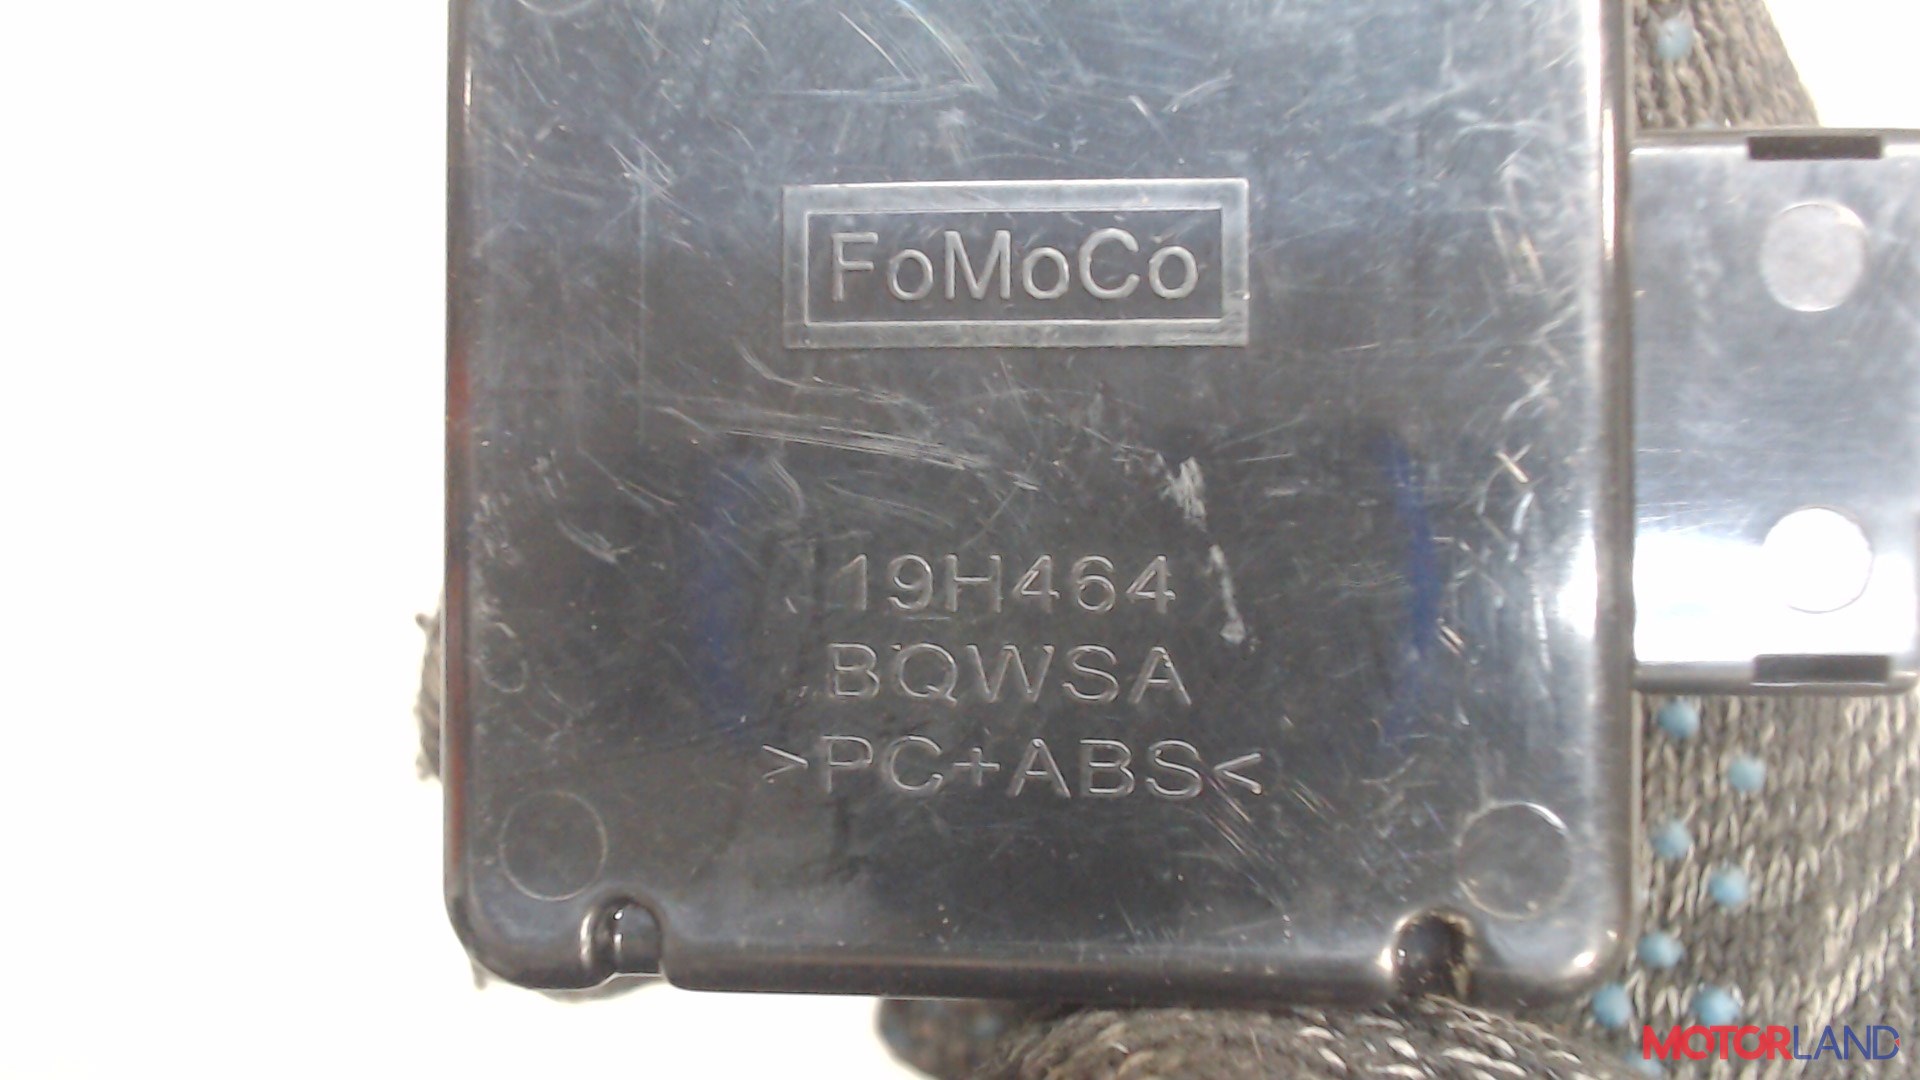 FoMoCo
19H464
BQWSA
>PC+ABS<
MOTORLAND